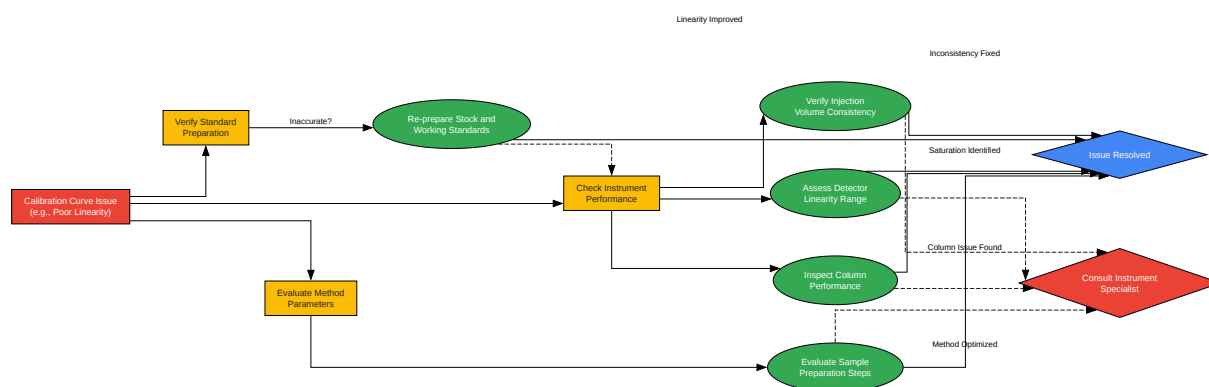 Linearity Improved
Inconsistency Fixed
Verify Injection
Volume Consistency
Re-prepare Stock and
Working Standards
Inaccurate?
Verify Standard
Preparation
Saturation Identified
Issue Resolved
Check Instrument
Performance
Assess Detector
Linearity Range
Calibration Curve Issue
(e.g., Poor Linearity)
Column Issue Found
Inspect Column
Performance
Consult Instrument
Specialist
Evaluate Method
Parameters
Method Optimized
Evaluate Sample
Preparation Steps